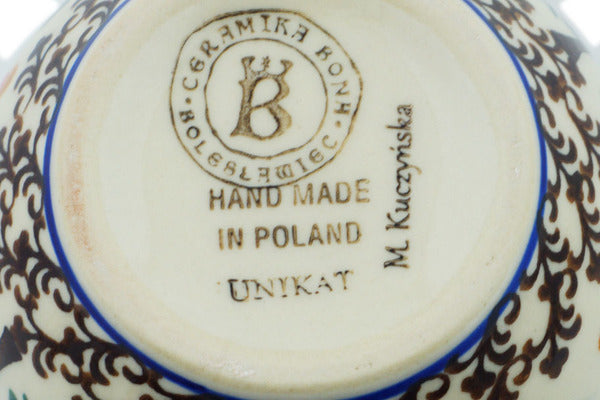 CERAMIKA BONA
BOLESŁAWIEC
B
HAND MADE
IN POLAND
UNIKAT
M Kuczyńska